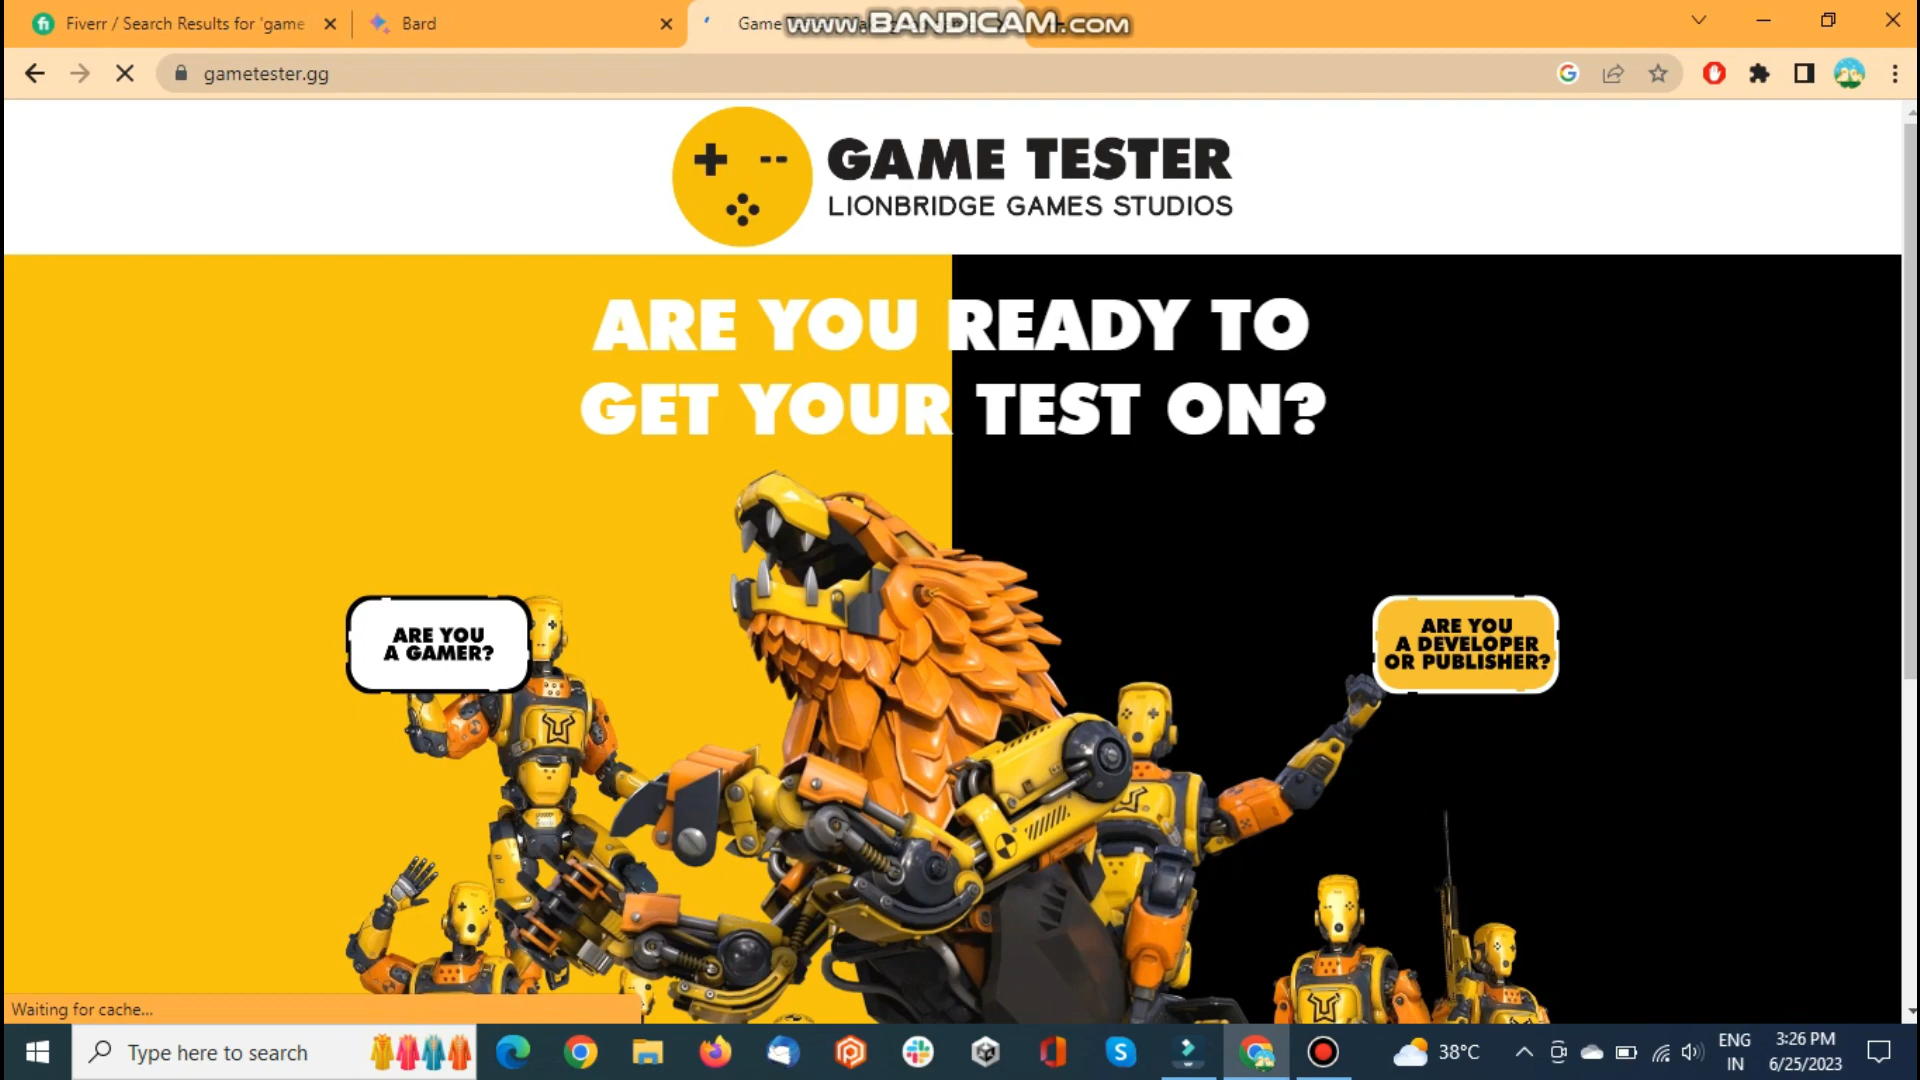 Fiverr / Search Results for 'game
Bard
Game
www.BANDICAM.com
gametester.gg
GAME TESTER
LIONBRIDGE GAMES STUDIOS
ARE YOU READY TO
GET YOUR TEST ON?
ARE YOU
A GAMER?
ARE YOU
A DEVELOPER
OR PUBLISHER?
Waiting for cache...
Type here to search
38°C
ENG
IN
3:26 PM
6/25/2023